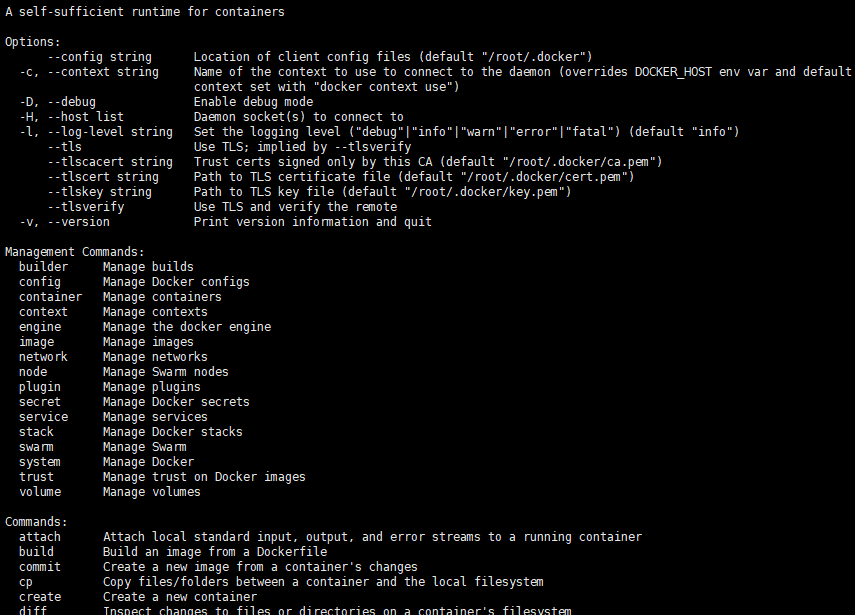 A self-sufficient runtime for containers
Options:
      --config string      Location of client config files (default "/root/.docker")
  -c, --context string     Name of the context to use to connect to the daemon (overrides DOCKER_HOST env var and default
                           context set with "docker context use")
  -D, --debug              Enable debug mode
  -H, --host list          Daemon socket(s) to connect to
  -l, --log-level string   Set the logging level ("debug"|"info"|"warn"|"error"|"fatal") (default "info")
      --tls                Use TLS; implied by --tlsverify
      --tlscacert string   Trust certs signed only by this CA (default "/root/.docker/ca.pem")
      --tlscert string     Path to TLS certificate file (default "/root/.docker/cert.pem")
      --tlskey string      Path to TLS key file (default "/root/.docker/key.pem")
      --tlsverify          Use TLS and verify the remote
  -v, --version            Print version information and quit
Management Commands:
  builder     Manage builds
  config      Manage Docker configs
  container   Manage containers
  context     Manage contexts
  engine      Manage the docker engine
  image       Manage images
  network     Manage networks
  node        Manage Swarm nodes
  plugin      Manage plugins
  secret      Manage Docker secrets
  service     Manage services
  stack       Manage Docker stacks
  swarm       Manage Swarm
  system      Manage Docker
  trust       Manage trust on Docker images
  volume      Manage volumes
Commands:
  attach      Attach local standard input, output, and error streams to a running container
  build       Build an image from a Dockerfile
  commit      Create a new image from a container's changes
  cp          Copy files/folders between a container and the local filesystem
  create      Create a new container
  diff        Inspect changes to files or directories on a container's filesystem